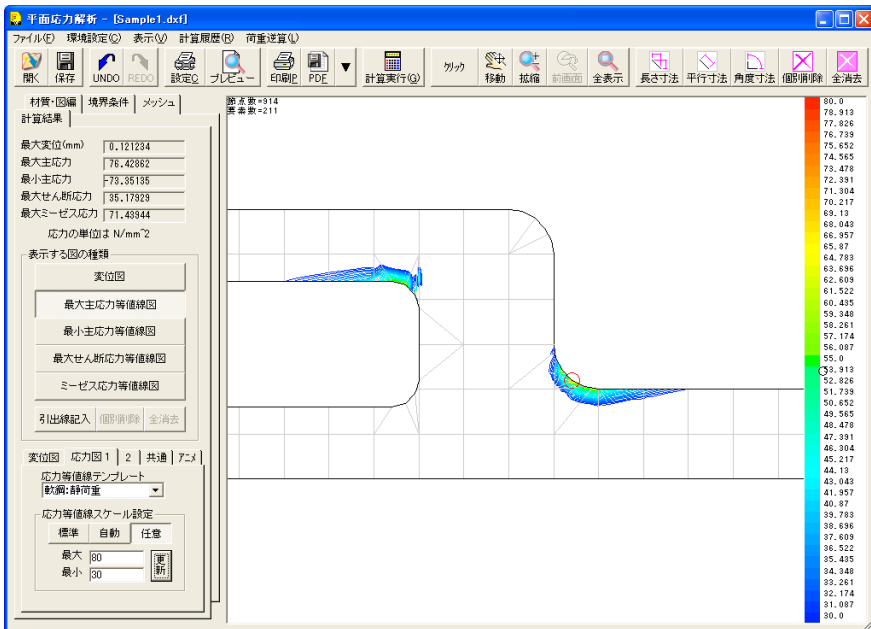 平面応力解析 - [Sample1.dxf]
ファイル(F) 環境設定(C) 表示(V) 計算履歴(R) 荷重逆算(L)
開く 保存 UNDO REDO 設定C プレビュー 印刷P PDF ▼ 計算実行(G) クリック 移動 拡縮 前画面 全表示 長さ寸法 平行寸法 角度寸法 個別削除 全消去
材質・図編 境界条件 メッシュ
計算結果
最大変位(mm) 0.121234
最大主応力 76.42862
最小主応力 -73.35135
最大せん断応力 35.17929
最大ミーゼス応力 71.43944
応力の単位は N/mm^2
表示する図の種類
変位図
最大主応力等値線図
最小主応力等値線図
最大せん断応力等値線図
ミーゼス応力等値線図
引出線記入 個別削除 全消去
変位図 応力図1 2 共通 アニメ
応力等値線テンプレート
軟鋼:静荷重
応力等値線スケール設定
標準 自動 任意
最大 80
最小 30
更新
節点数=914
要素数=211
80.0
78.913
77.826
76.739
75.652
74.565
73.478
72.391
71.304
70.217
69.13
68.043
66.957
65.87
64.783
63.696
62.609
61.522
60.435
59.348
58.261
57.174
56.087
55.0
53.913
52.826
51.739
50.652
49.565
48.478
47.391
46.304
45.217
44.13
43.043
41.957
40.87
39.783
38.696
37.609
36.522
35.435
34.348
33.261
32.174
31.087
30.0